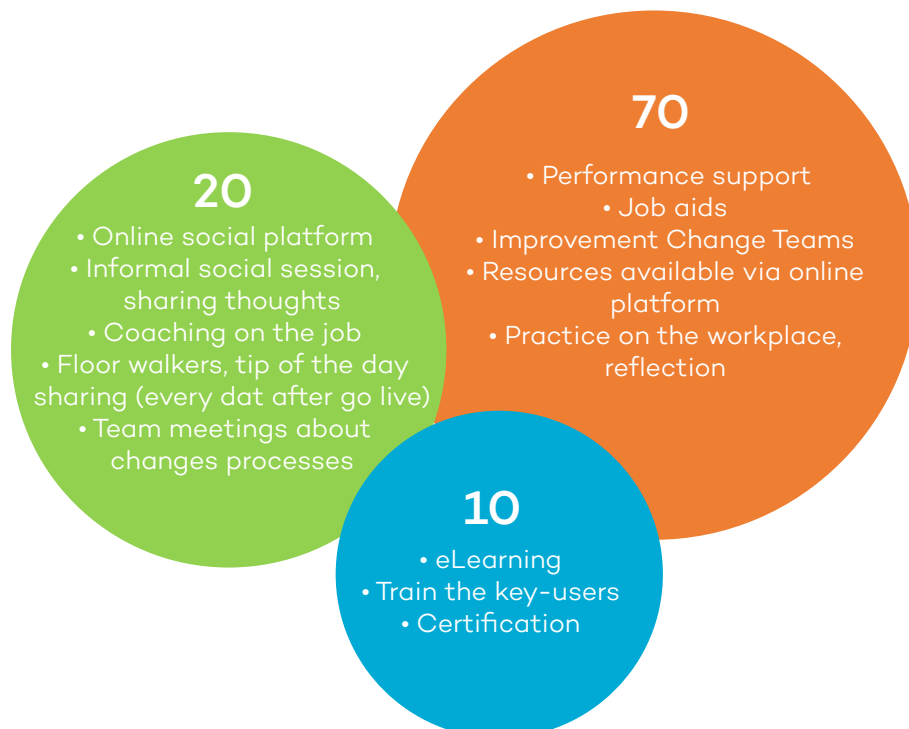 70
• Performance support
• Job aids
• Improvement Change Teams
• Resources available via online
platform
• Practice on the workplace,
reflection
20
• Online social platform
• Informal social session,
sharing thoughts
• Coaching on the job
• Floor walkers, tip of the day
sharing (every dat after go live)
• Team meetings about
changes processes
10
• eLearning
• Train the key-users
• Certification